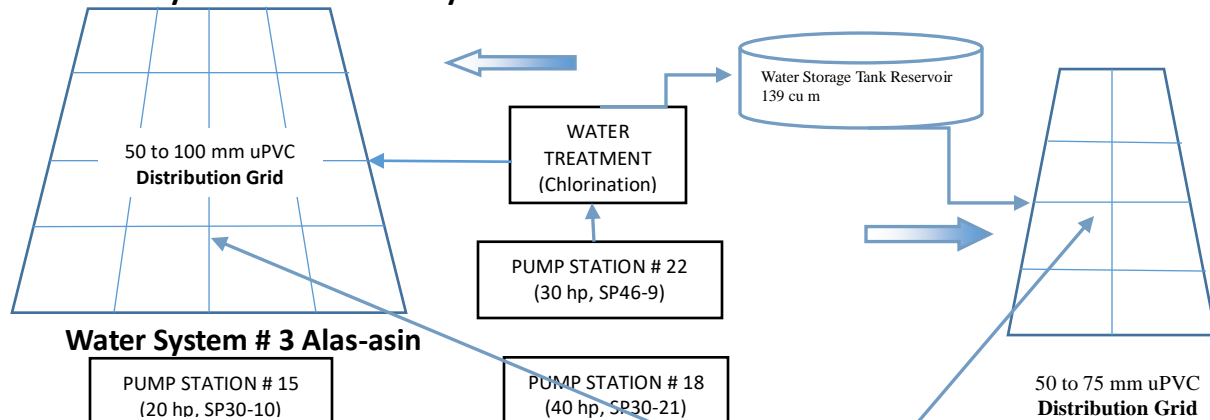 Water Storage Tank Reservoir
139 cu m
WATER
TREATMENT
(Chlorination)
50 to 100 mm uPVC
Distribution Grid
PUMP STATION # 22
(30 hp, SP46-9)
Water System # 3 Alas-asin
PUMP STATION # 15
(20 hp, SP30-10)
PUMP STATION # 18
(40 hp, SP30-21)
50 to 75 mm uPVC
Distribution Grid